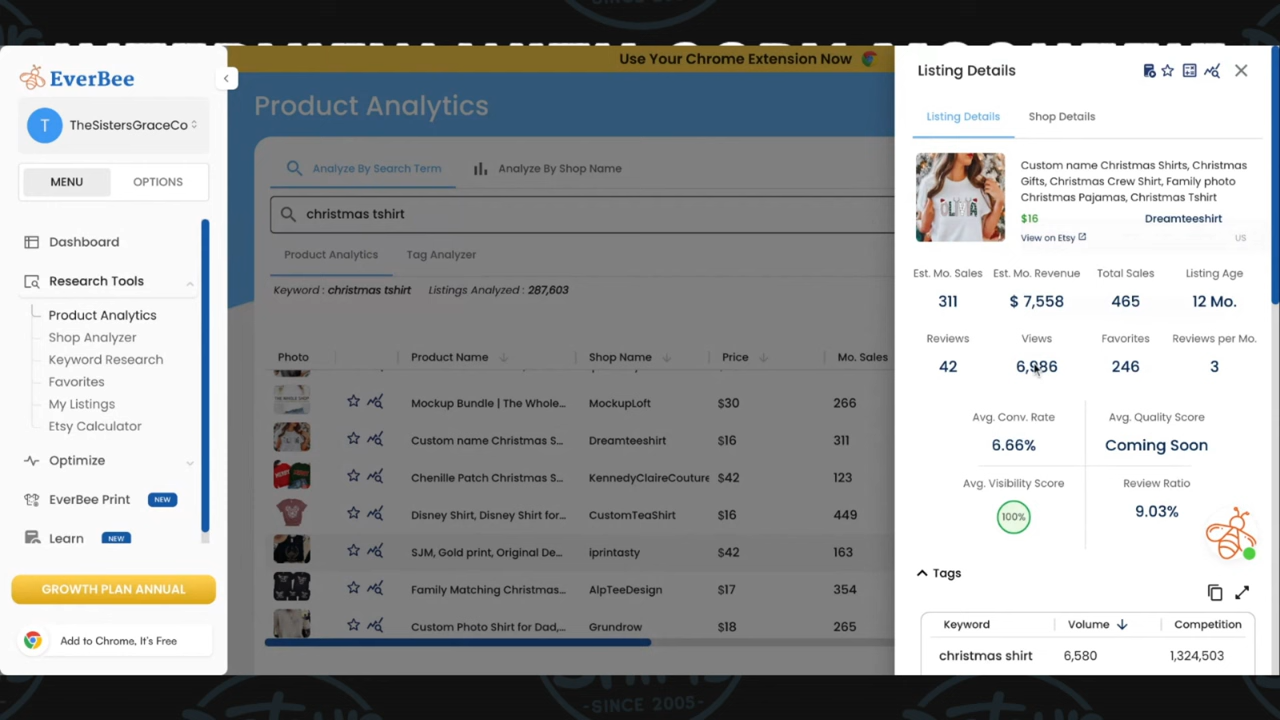 EverBee
T
TheSistersGraceCo
MENU
OPTIONS
Dashboard
Research Tools
Product Analytics
Shop Analyzer
Keyword Research
Favorites
My Listings
Etsy Calculator
Optimize
EverBee Print NEW
Learn NEW
GROWTH PLAN ANNUAL
Add to Chrome, It's Free
Use Your Chrome Extension Now
Product Analytics
Analyze By Search Term
Analyze By Shop Name
christmas tshirt
Product Analytics
Tag Analyzer
Keyword : christmas tshirt Listings Analyzed : 287,603
Photo Product Name Shop Name Price Mo. Sales
Mockup Bundle | The Whole... MockupLoft $30 266
Custom name Christmas S... Dreamteeshirt $16 311
Chenille Patch Christmas S... KennedyClaireCouture $42 123
Disney Shirt, Disney Shirt for... CustomTeaShirt $16 449
SJM, Gold print, Original De... iprintasty $42 163
Family Matching Christmas... AlpTeeDesign $17 354
Custom Photo Shirt for Dad,... Grundrow $18 265
Listing Details
Listing Details
Shop Details
OLIVIA
Custom name Christmas Shirts, Christmas
Gifts, Christmas Crew Shirt, Family photo
Christmas Pajamas, Christmas Tshirt
$16 Dreamteeshirt
View on Etsy US
Est. Mo. Sales Est. Mo. Revenue Total Sales Listing Age
311 $ 7,558 465 12 Mo.
Reviews Views Favorites Reviews per Mo.
42 6,986 246 3
Avg. Conv. Rate Avg. Quality Score
6.66% Coming Soon
Avg. Visibility Score Review Ratio
100% 9.03%
Tags
Keyword Volume Competition
christmas shirt 6,580 1,324,503
-SINCE 2005-